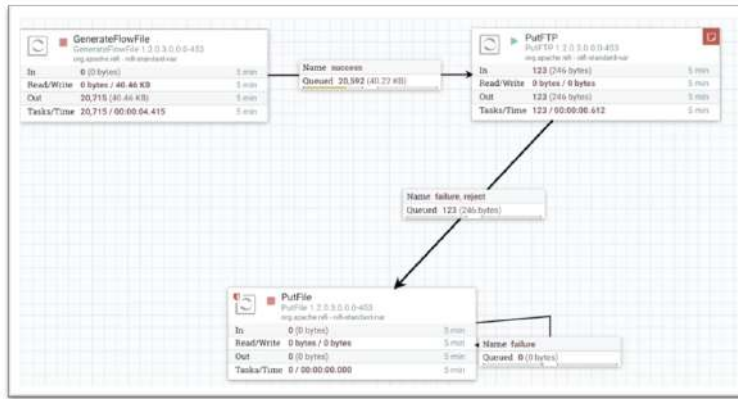 GenerateFlowFile
GenerateFlowFile 1.2.0.3.0.0.0-453
org.apache.nifi - nifi-standard-nar
In 0 (0 bytes) 5 min
Read/Write 0 bytes / 40.46 KB 5 min
Out 20,715 (40.46 KB) 5 min
Tasks/Time 20,715 / 00:00:04.415 5 min
Name success
Queued 20,592 (40.22 KB)
PutFTP
PutFTP 1.2.0.3.0.0.0-453
org.apache.nifi - nifi-standard-nar
In 123 (246 bytes) 5 min
Read/Write 0 bytes / 0 bytes 5 min
Out 123 (246 bytes) 5 min
Tasks/Time 123 / 00:00:00.612 5 min
Name failure, reject
Queued 123 (246 bytes)
PutFile
PutFile 1.2.0.3.0.0.0-453
org.apache.nifi - nifi-standard-nar
In 0 (0 bytes) 5 min
Read/Write 0 bytes / 0 bytes 5 min
Out 0 (0 bytes) 5 min
Tasks/Time 0 / 00:00:00.000 5 min
Name failure
Queued 0 (0 bytes)